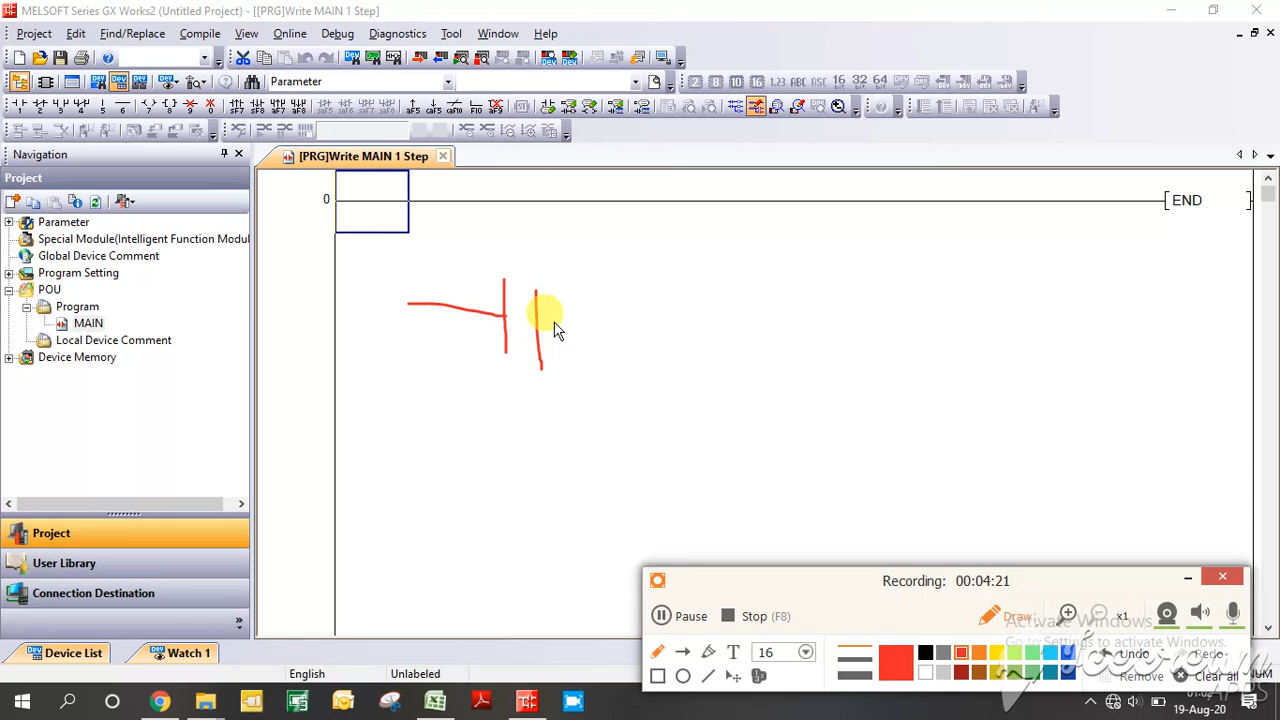 MELSOFT Series GX Works2 (Untitled Project) - [[PRG]Write MAIN 1 Step]
Project Edit Find/Replace Compile View Online Debug Diagnostics Tool Window Help
Parameter
Navigation
[PRG]Write MAIN 1 Step
Project
0
END
Parameter
Special Module(Intelligent Function Modul
Global Device Comment
Program Setting
POU
Program
MAIN
Local Device Comment
Device Memory
Project
User Library
Connection Destination
Device List
Watch 1
English
Unlabeled
Recording: 00:04:21
Pause
Stop (F8)
Draw
x1
Activate Windows
Go to Settings to activate Windows.
16
Undo
Redo
Remove
Clear all
NUM
19-Aug-20